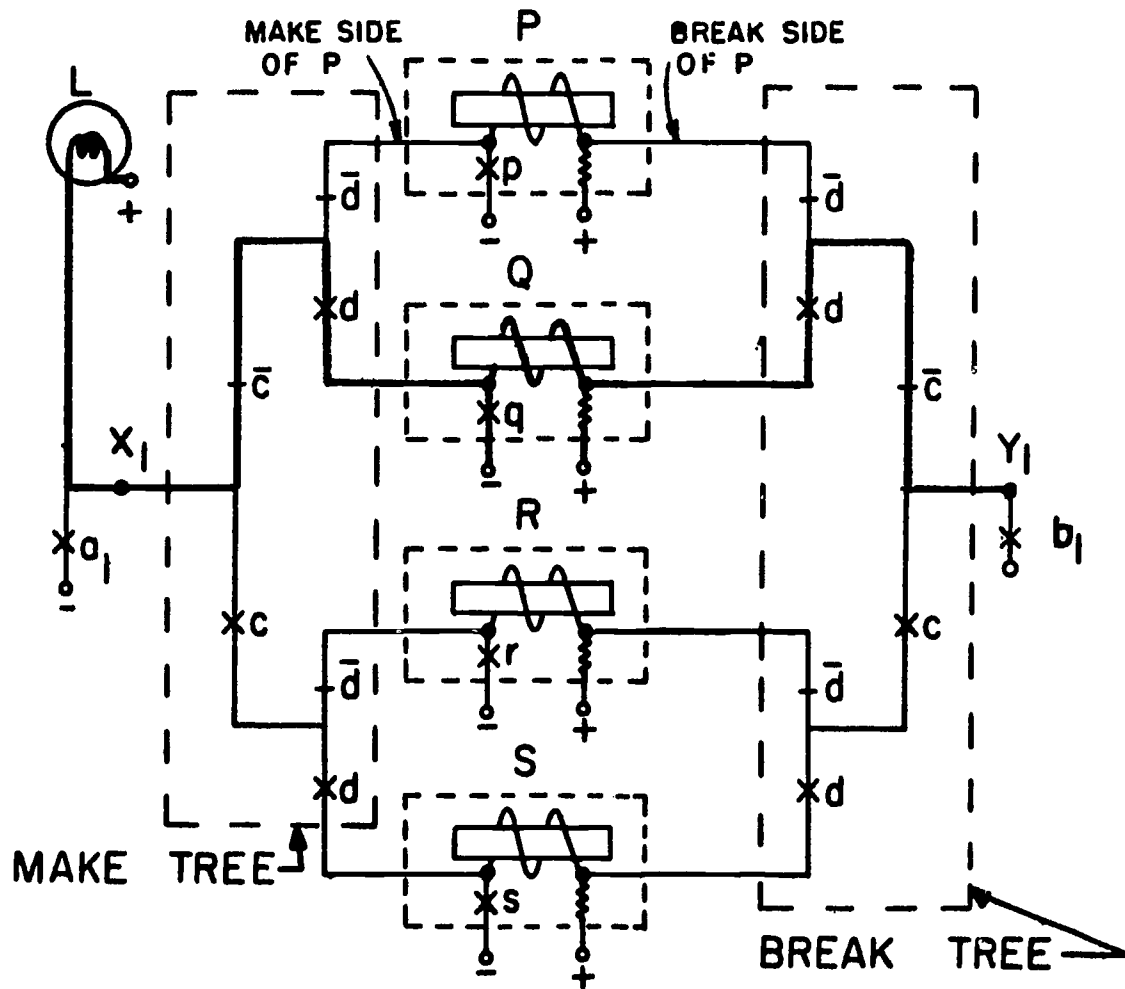 P
MAKE SIDE
OF P
BREAK SIDE
OF P
L
+
d̄
p
d̄
-
+
Q
d
d
c̄
q
c̄
X₁
-
+
Y₁
R
a₁
b₁
-
c
r
c
d̄
d̄
-
+
S
d
d
MAKE TREE
s
BREAK TREE
-
+